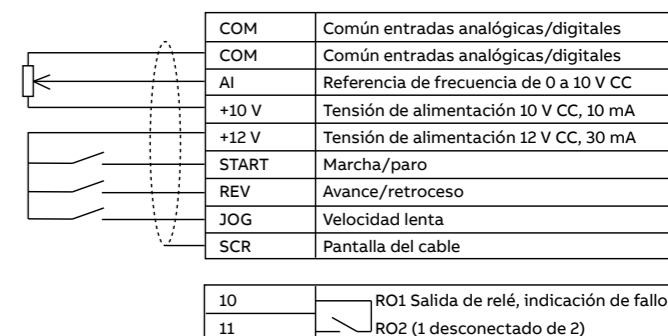 COM Común entradas analógicas/digitales
COM Común entradas analógicas/digitales
AI Referencia de frecuencia de 0 a 10 V CC
+10 V Tensión de alimentación 10 V CC, 10 mA
+12 V Tensión de alimentación 12 V CC, 30 mA
START Marcha/paro
REV Avance/retroceso
JOG Velocidad lenta
SCR Pantalla del cable
10 RO1 Salida de relé, indicación de fallo
11 RO2 (1 desconectado de 2)